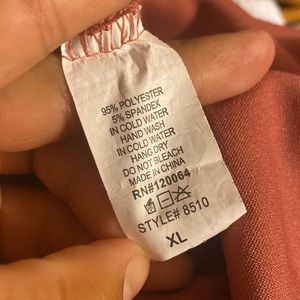 95% POLYESTER
5% SPANDEX
IN COLD WATER
HAND WASH
IN COLD WATER
HANG DRY
DO NOT BLEACH
MADE IN CHINA
RN#120064
STYLE# 8510
XL